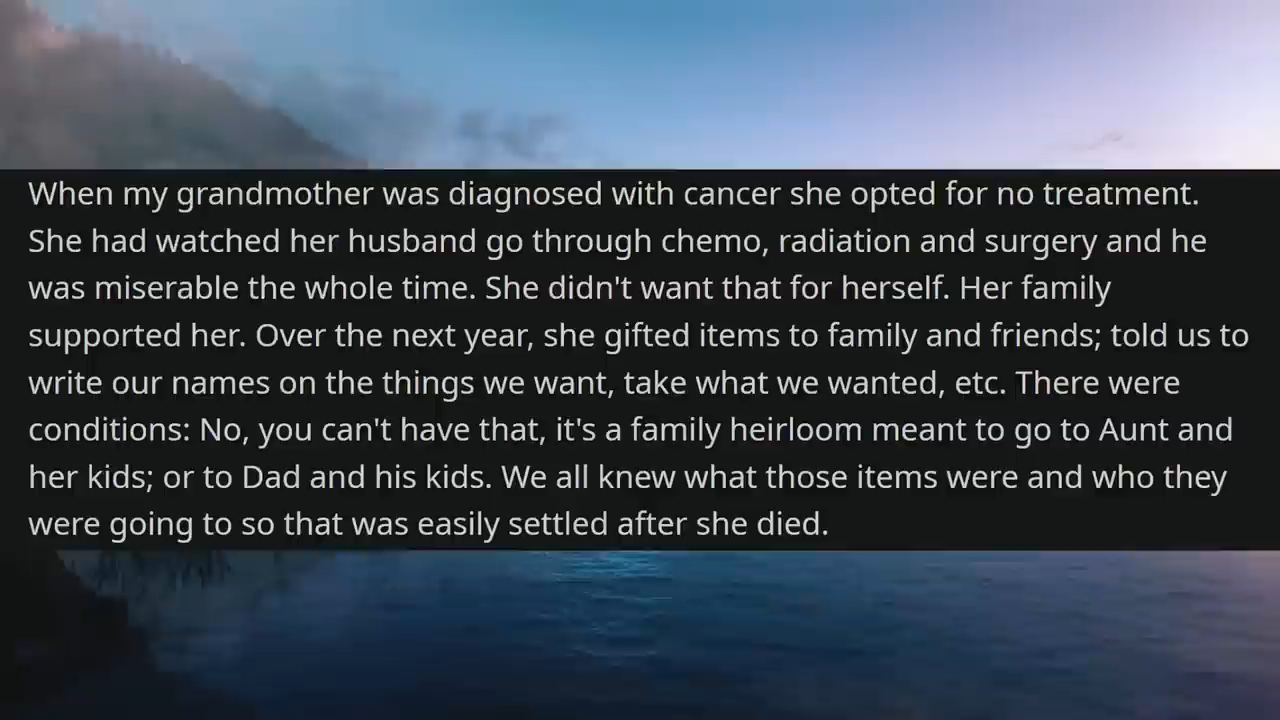 When my grandmother was diagnosed with cancer she opted for no treatment.
She had watched her husband go through chemo, radiation and surgery and he
was miserable the whole time. She didn't want that for herself. Her family
supported her. Over the next year, she gifted items to family and friends; told us to
write our names on the things we want, take what we wanted, etc. There were
conditions: No, you can't have that, it's a family heirloom meant to go to Aunt and
her kids; or to Dad and his kids. We all knew what those items were and who they
were going to so that was easily settled after she died.